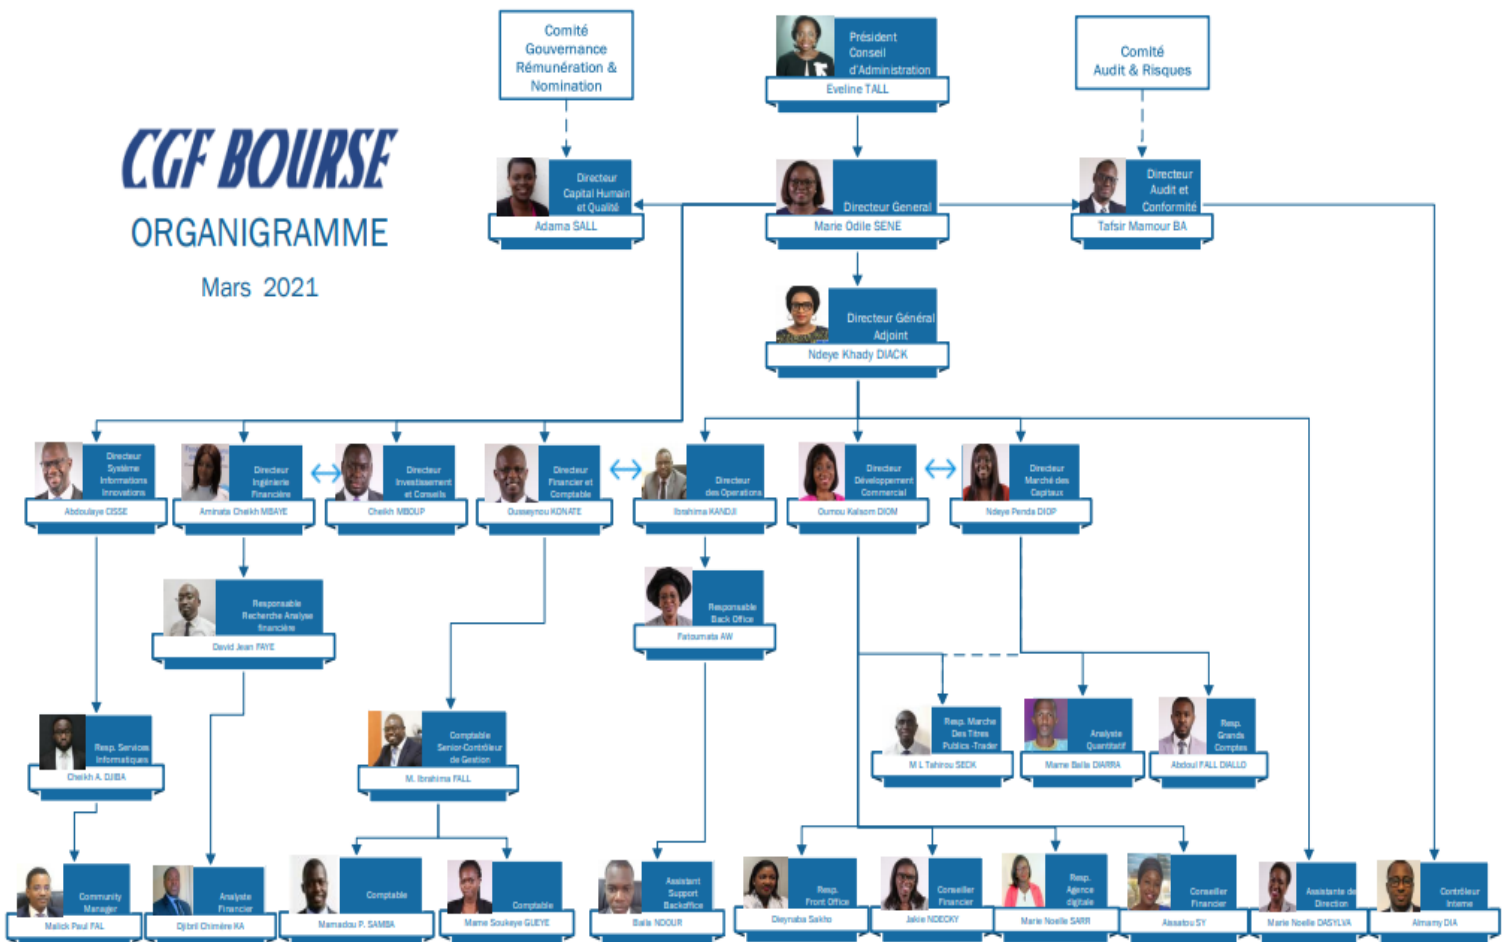 Comité
Gouvernance
Rémunération &
Nomination
Président
Conseil
d'Administration
Eveline TALL
Comité
Audit & Risques
CGF BOURSE
ORGANIGRAMME
Mars 2021
Directeur
Capital Humain
et Qualité
Adama SALL
Directeur General
Marie Odile SENE
Directeur
Audit et
Conformité
Tafsir Mamour BA
Directeur Général
Adjoint
Ndeye Khady DIACK
Directeur
Système
Informations
Innovations
Abdoulaye CISSE
Directeur
Ingénierie
Financière
Aminata Cheikh MBAYE
Directeur
Investissement
et Conseils
Cheikh MBOUP
Directeur
Financier et
Comptable
Ousseynou KONATE
Directeur
des Operations
Ibrahima KANDJI
Directeur
Développement
Commercial
Oumou Kalsom DIOM
Directeur
Marché des
Capitaux
Ndeye Penda DIOP
Responsable
Recherche Analyse
financière
David Jean FAYE
Responsable
Back Office
Fatoumata AW
Resp. Services
Informatiques
Cheikh A. DJIBA
Comptable
Senior-Contrôleur
de Gestion
M. Ibrahima FALL
Resp. Marche
Des Titres
Publics -Trader
M L Tahirou SECK
Analyste
Quantitatif
Mame Balla DIARRA
Resp.
Grands
Comptes
Abdoul FALL DIALLO
Community
Manager
Malick Paul FAL
Analyste
Financier
Djibril Chimère KA
Comptable
Mamadou P. SAMBA
Comptable
Mame Soukeye GUEYE
Assistant
Support
Backoffice
Balla NDOUR
Resp.
Front Office
Dieynaba Sakho
Conseiller
Financier
Jakie NDECKY
Resp.
Agence
digitale
Marie Noelle SARR
Conseiller
Financier
Aissatou SY
Assistante de
Direction
Marie Noelle DASYLVA
Contrôleur
Interne
Almamy DIA